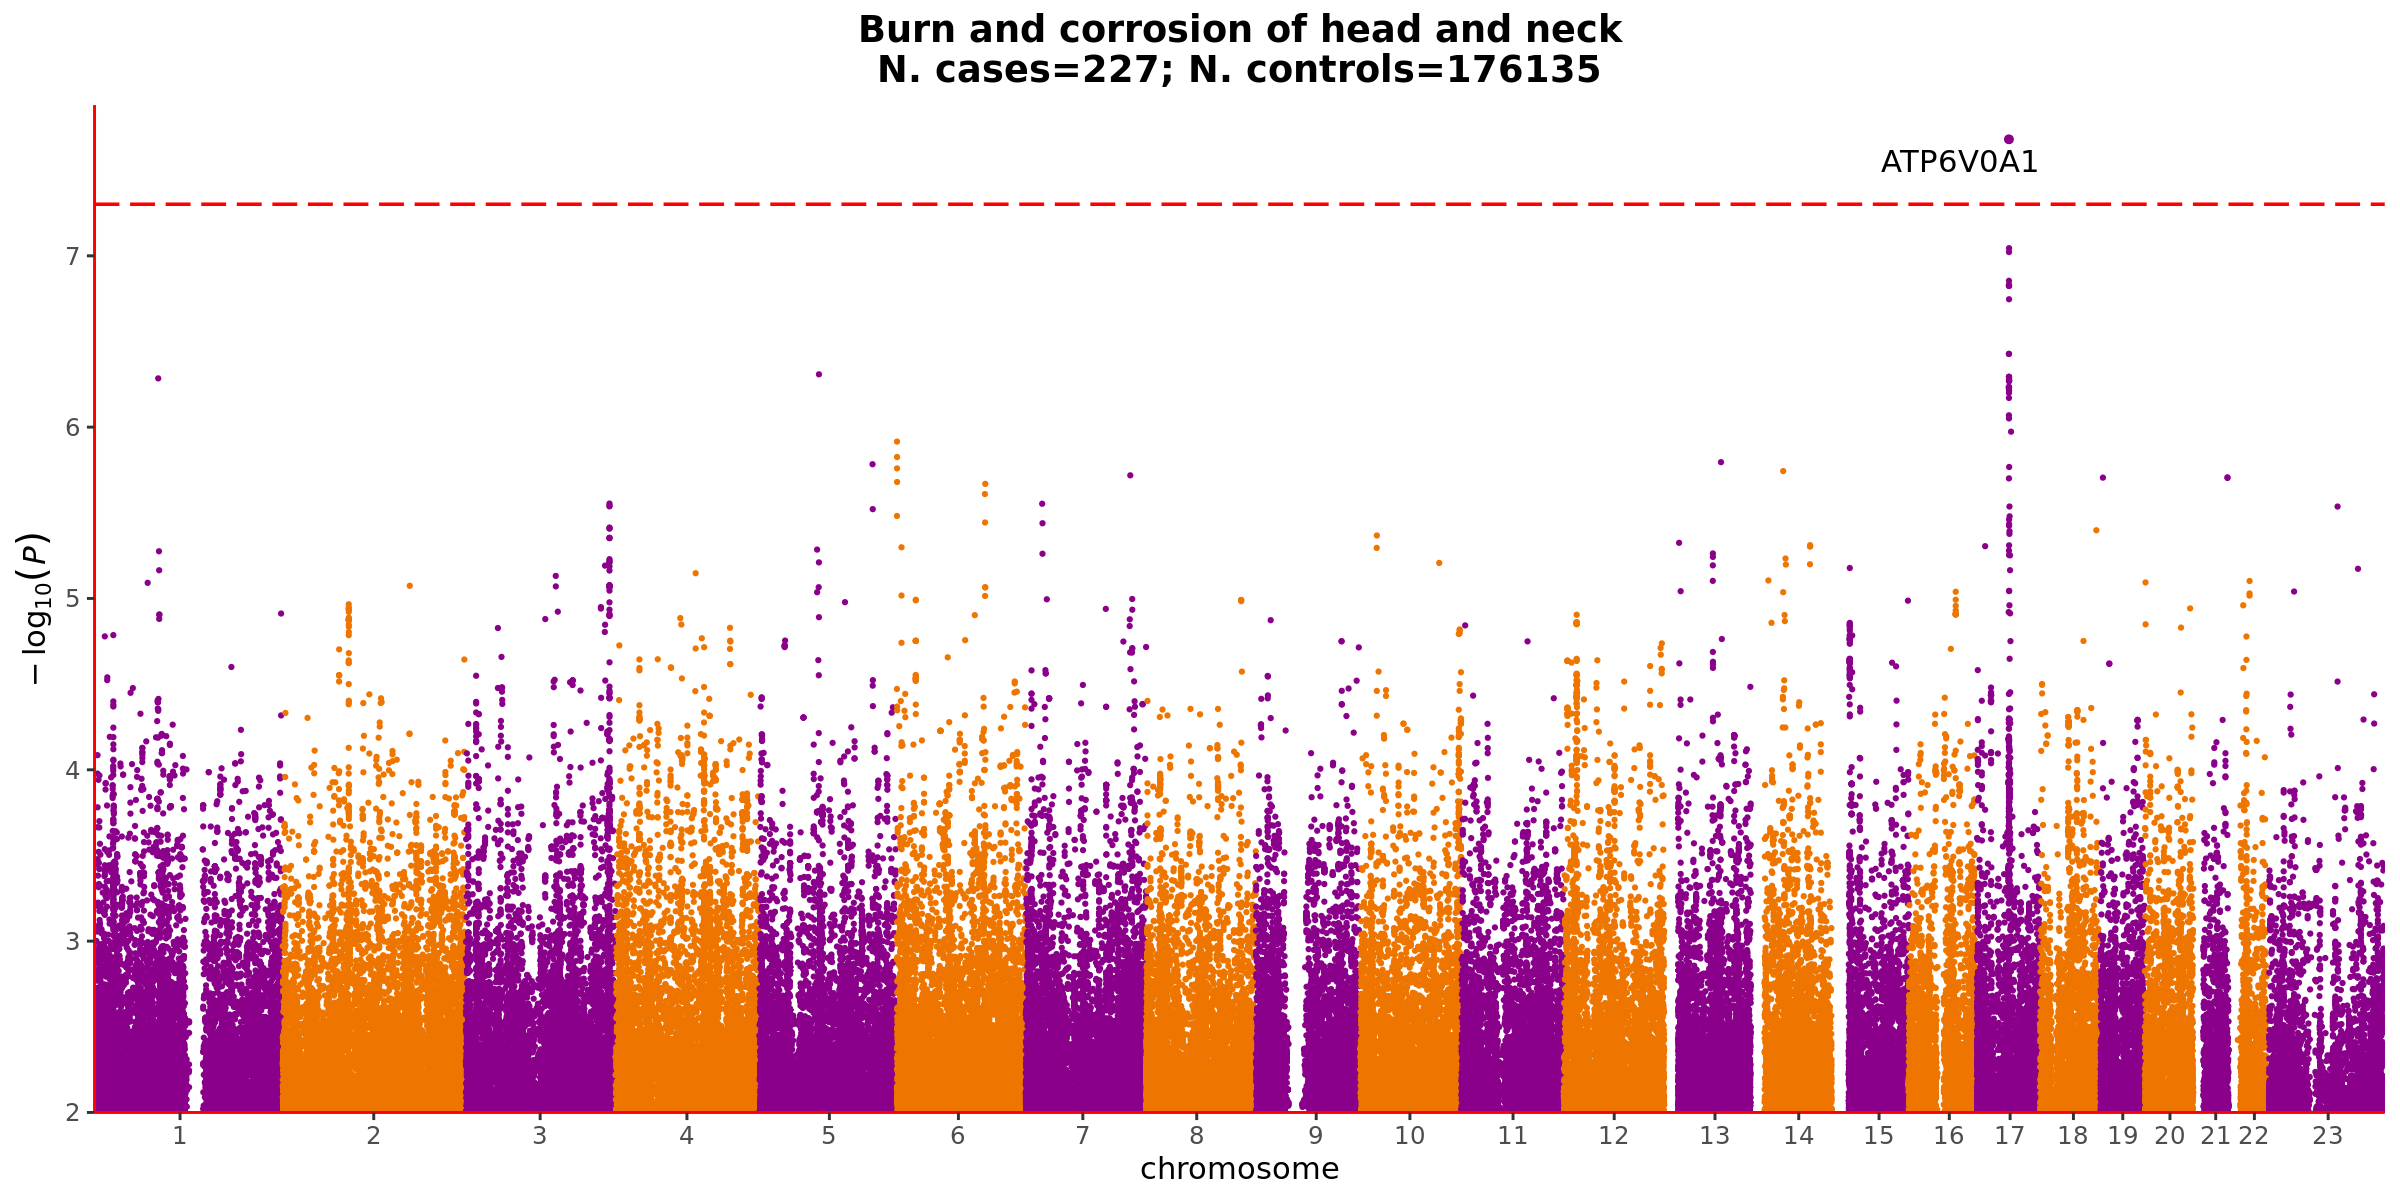 Burn and corrosion of head and neck
N. cases=227; N. controls=176135
ATP6V0A1
7
6
5
4
3
2
−log10(P)
1 2 3 4 5 6 7 8 9 10 11 12 13 14 15 16 17 18 19 20 21 22 23
chromosome